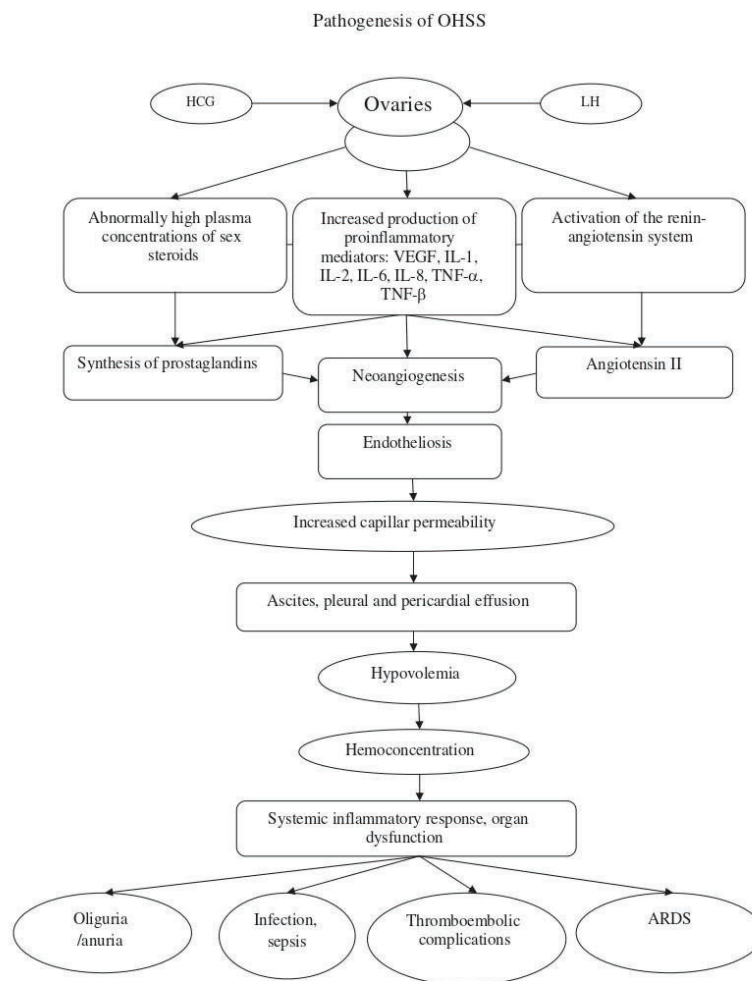 Pathogenesis of OHSS
HCG
Ovaries
LH
Abnormally high plasma
concentrations of sex
steroids
Increased production of
proinflammatory
mediators: VEGF, IL-1,
IL-2, IL-6, IL-8, TNF-α,
TNF-β
Activation of the renin-
angiotensin system
Synthesis of prostaglandins
Neoangiogenesis
Angiotensin II
Endotheliosis
Increased capillar permeability
Ascites, pleural and pericardial effusion
Hypovolemia
Hemoconcentration
Systemic inflammatory response, organ
dysfunction
Oliguria
/anuria
Infection,
sepsis
Thromboembolic
complications
ARDS